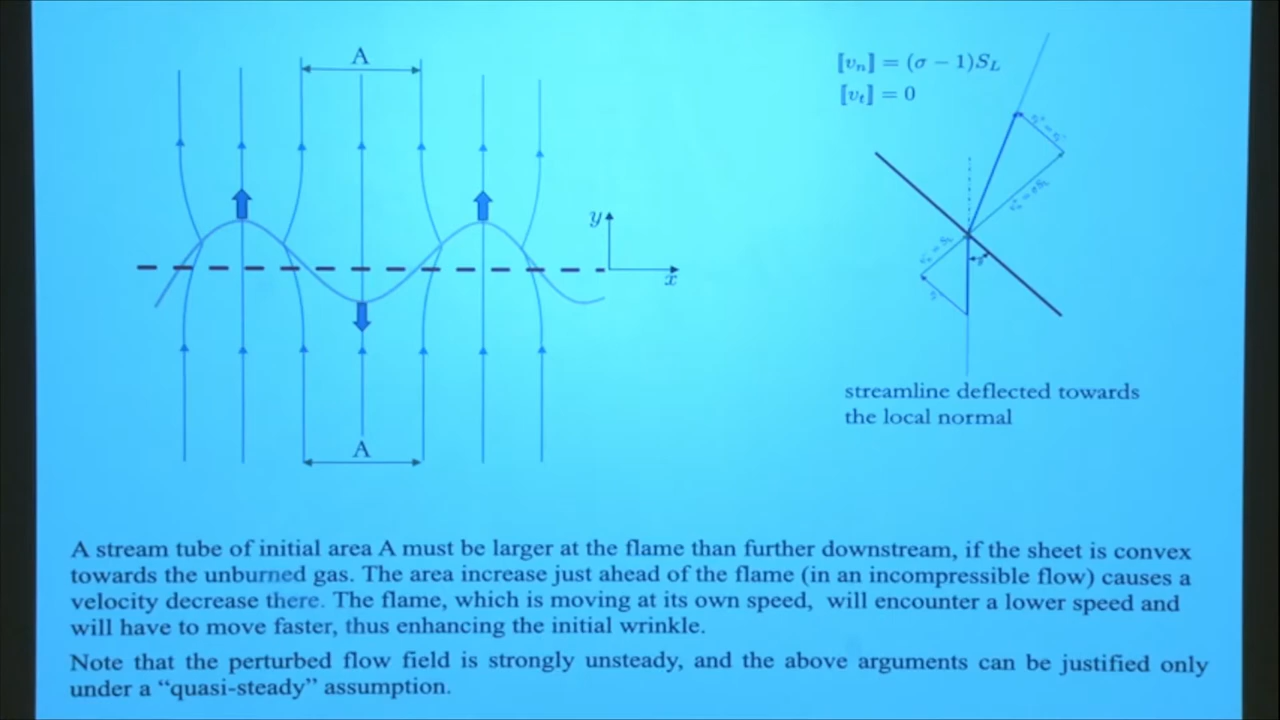 A
[v_n] = (σ − 1)S_L
[v_t] = 0
y
x
A
streamline deflected towards
the local normal
A stream tube of initial area A must be larger at the flame than further downstream, if the sheet is convex
towards the unburned gas. The area increase just ahead of the flame (in an incompressible flow) causes a
velocity decrease there. The flame, which is moving at its own speed, will encounter a lower speed and
will have to move faster, thus enhancing the initial wrinkle.
Note that the perturbed flow field is strongly unsteady, and the above arguments can be justified only
under a “quasi-steady” assumption.